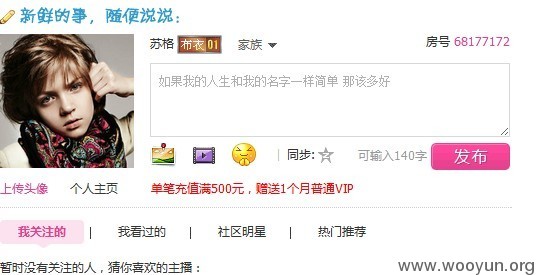 新鲜的事，随便说说：
苏格 布衣 01 家族 房号 68177172
如果我的人生和我的名字一样简单 那该多好
同步： 可输入140字 发布
上传头像 个人主页 单笔充值满500元，赠送1个月普通VIP
我关注的 | 我看过的 | 社区明星 | 热门推荐
暂时没有关注的人，猜你喜欢的主播：
www.wooyun.org